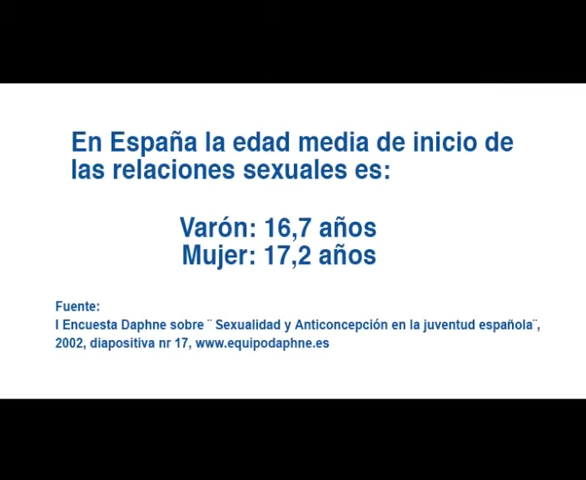 En España la edad media de inicio de
las relaciones sexuales es:
Varón: 16,7 años
Mujer: 17,2 años
Fuente:
I Encuesta Daphne sobre ¨ Sexualidad y Anticoncepción en la juventud española¨,
2002, diapositiva nr 17, www.equipodaphne.es